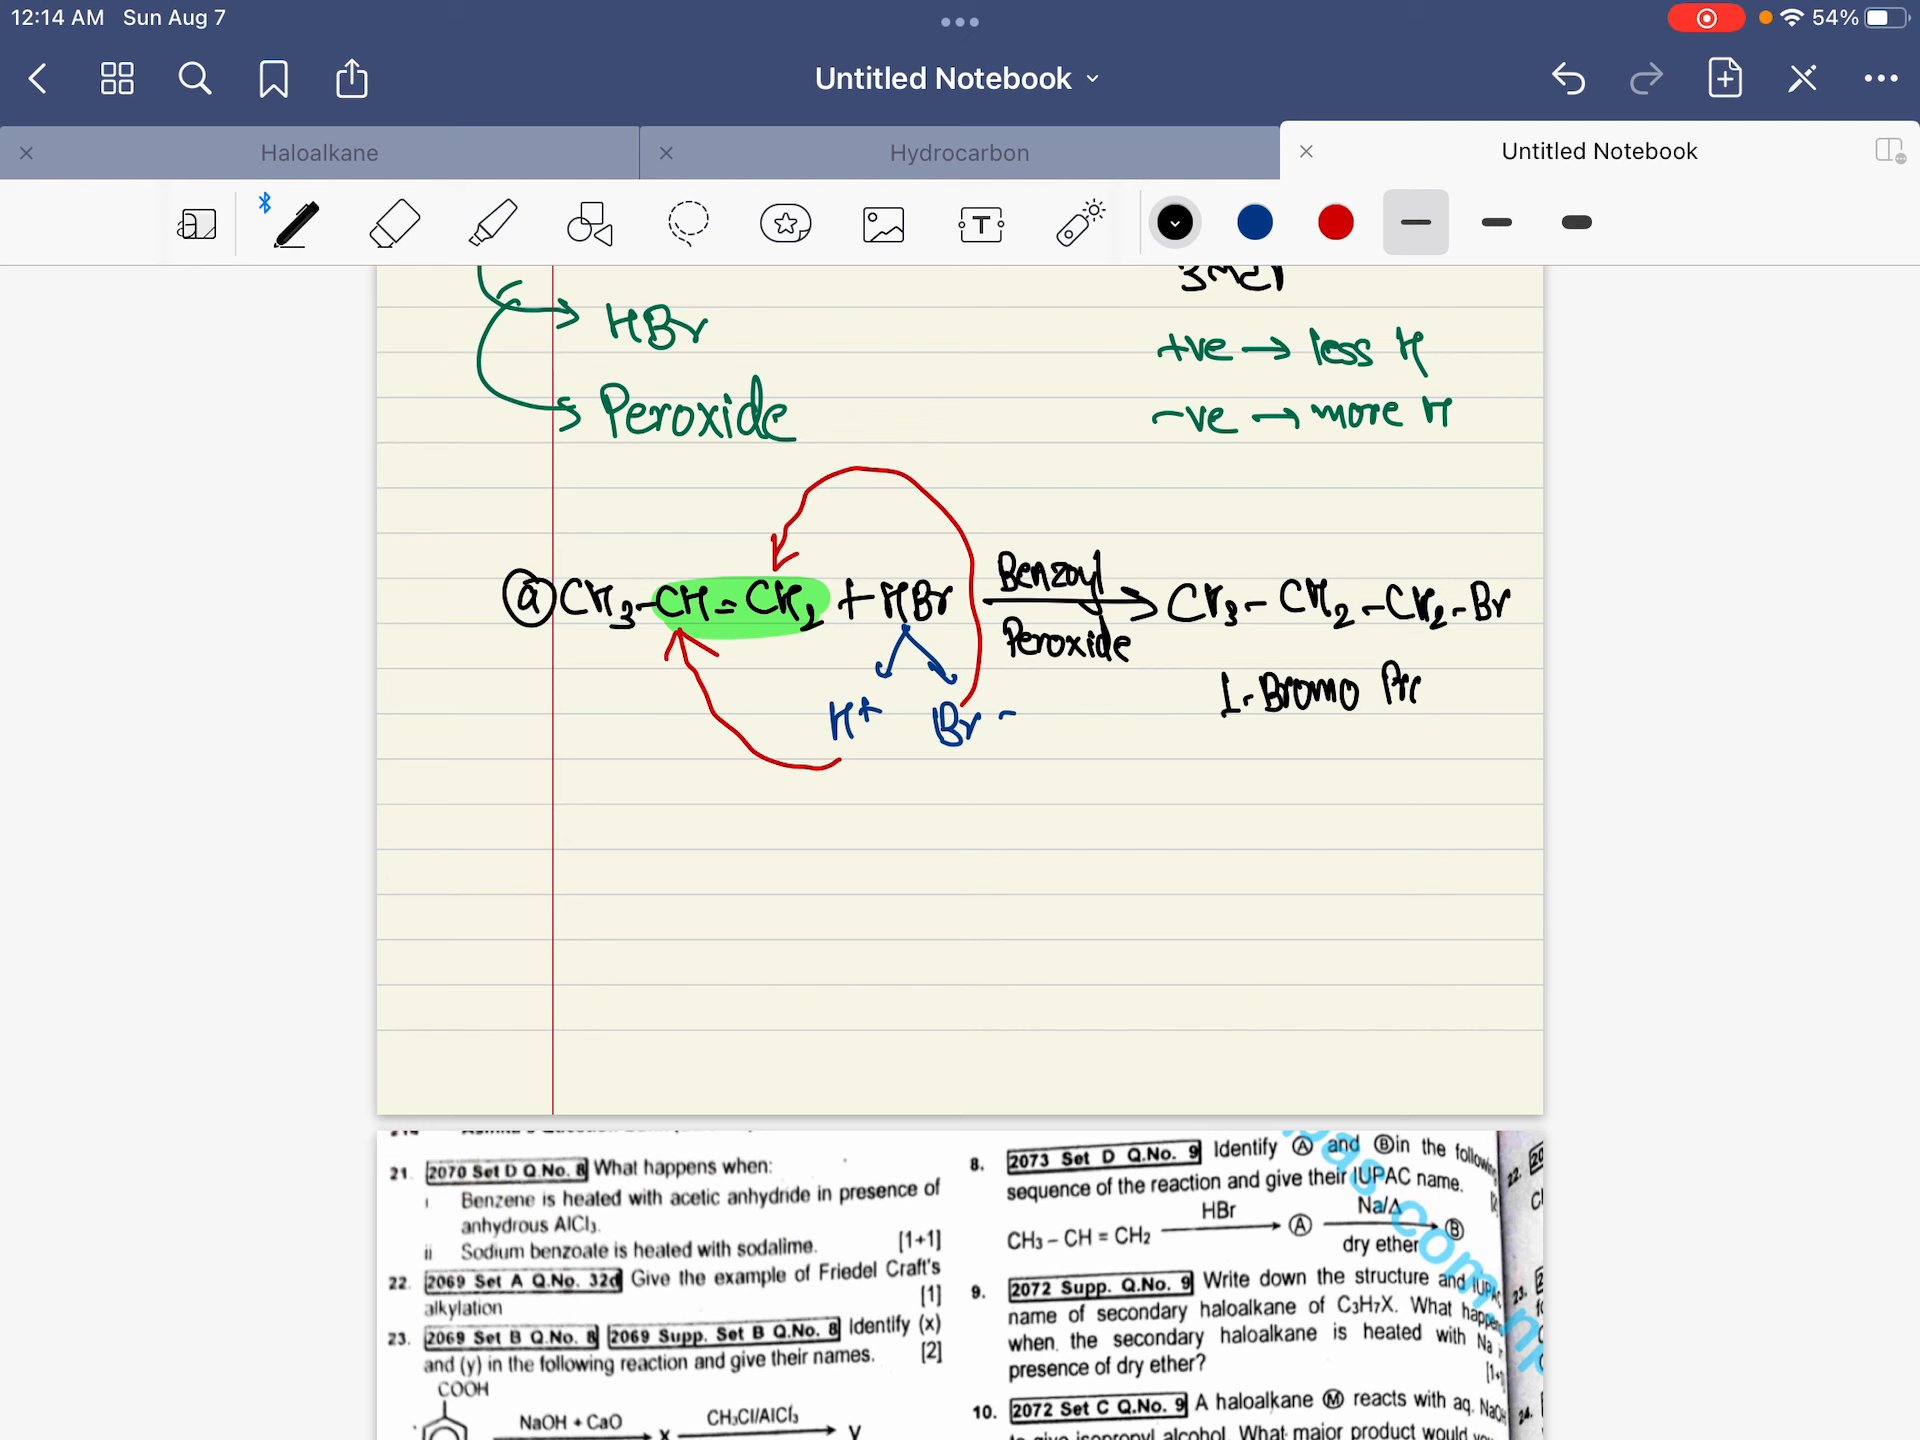 12:14 AM Sun Aug 7
54%
Untitled Notebook
Haloalkane
Hydrocarbon
Untitled Notebook
HBr
Peroxide
+ve → less H
-ve → more H
ⓐ CH3-CH=CH2 + HBr Benzoyl Peroxide → CH3-CH2-CH2-Br
H+ Br-
1-Bromo
21. 2070 Set D Q.No. 8 What happens when:
i Benzene is heated with acetic anhydride in presence of
anhydrous AlCl3.
ii Sodium benzoate is heated with sodalime. [1+1]
22. 2069 Set A Q.No. 32d Give the example of Friedel Craft's
alkylation [1]
23. 2069 Set B Q.No. 8 2069 Supp. Set B Q.No. 8 Identify (x)
and (y) in the following reaction and give their names. [2]
COOH
NaOH + CaO CH3Cl/AlCl3
x y
8. 2073 Set D Q.No. 9 Identify Ⓐ and Ⓑ in the
sequence of the reaction and give their IUPAC name.
CH3 – CH = CH2 HBr → Ⓐ Na/Δ dry ether → Ⓑ
9. 2072 Supp. Q.No. 9 Write down the structure and
name of secondary haloalkane of C3H7X. What
when the secondary haloalkane is heated with Na
presence of dry ether?
10. 2072 Set C Q.No. 9 A haloalkane Ⓜ reacts with aq.
to give isopropyl alcohol. What major product would